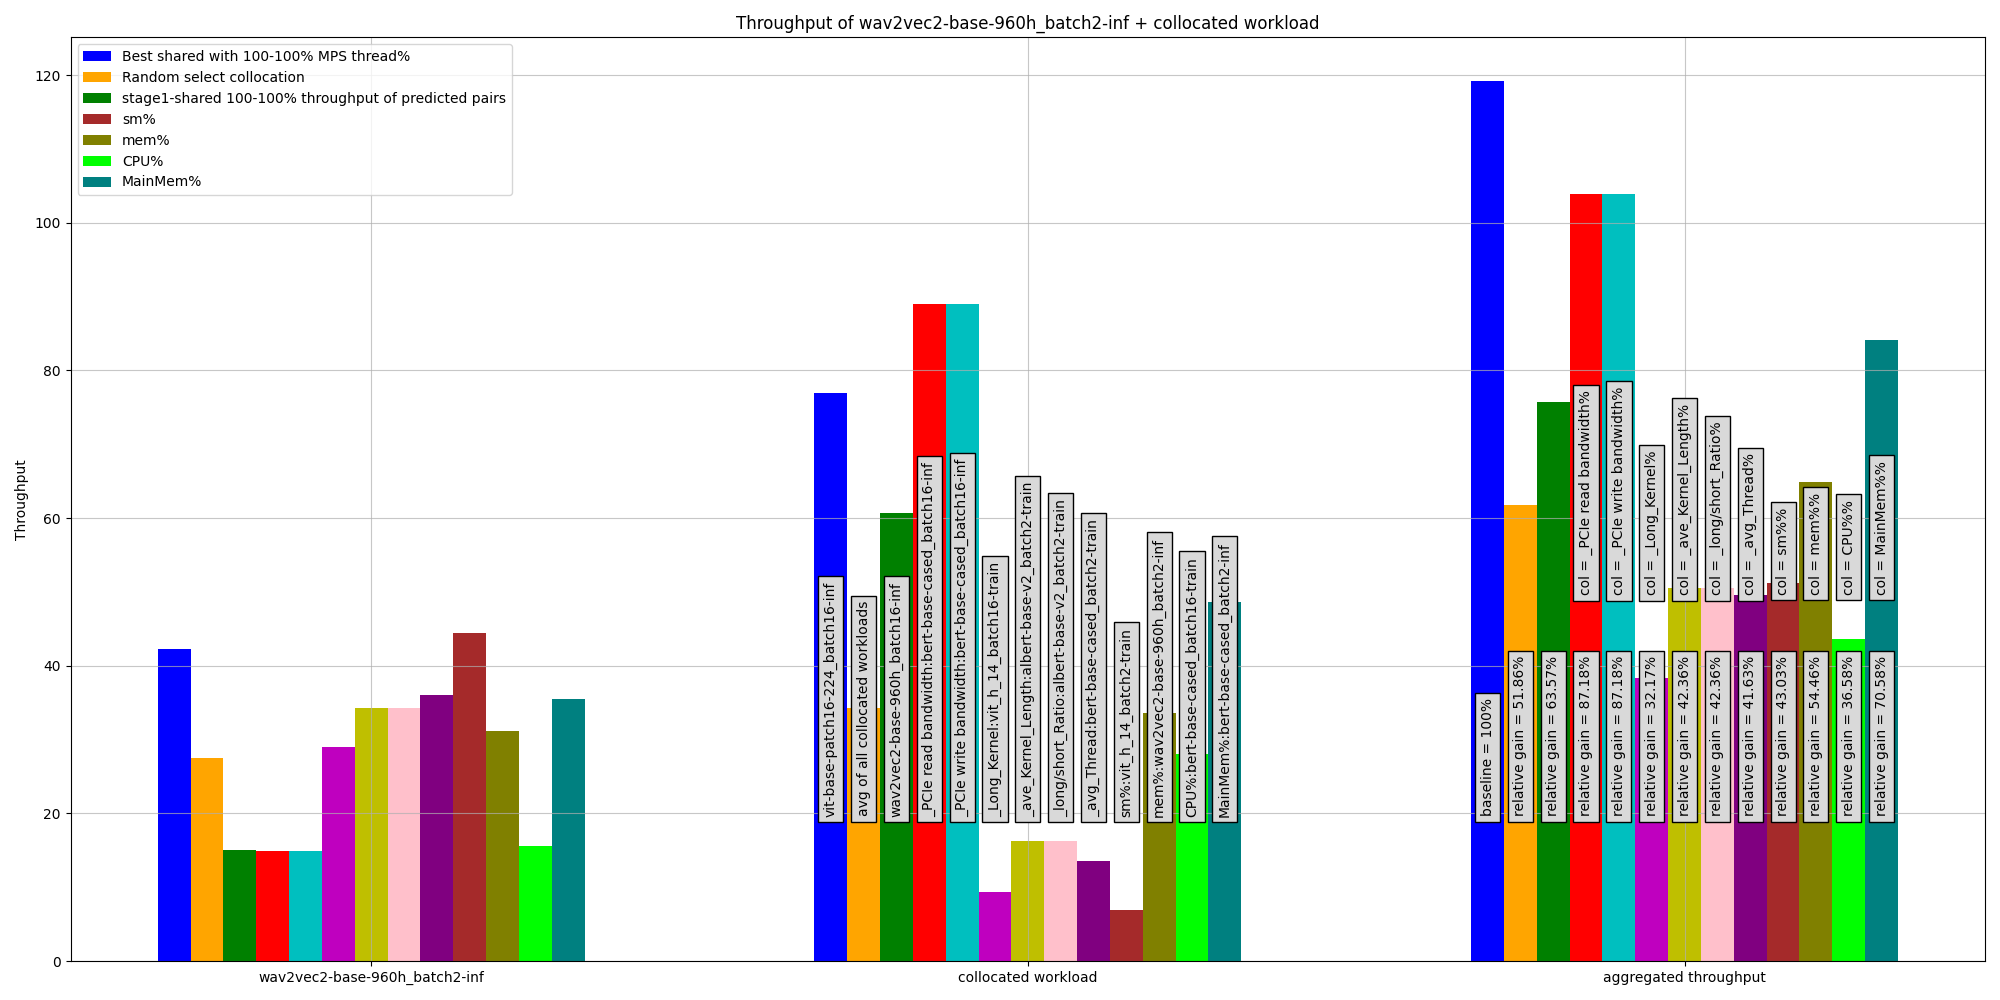 Throughput of wav2vec2-base-960h_batch2-inf + collocated workload
Best shared with 100-100% MPS thread%
Random select collocation
stage1-shared 100-100% throughput of predicted pairs
sm%
mem%
CPU%
MainMem%
Throughput
120
100
80
60
40
20
0
vit-base-patch16-224_batch16-inf
avg of all collocated workloads
wav2vec2-base-960h_batch16-inf
_PCIe read bandwidth:bert-base-cased_batch16-inf
_PCIe write bandwidth:bert-base-cased_batch16-inf
_Long_Kernel:vit_h_14_batch16-train
_ave_Kernel_Length:albert-base-v2_batch2-train
_long/short_Ratio:albert-base-v2_batch2-train
_avg_Thread:bert-base-cased_batch2-train
sm%:vit_h_14_batch2-train
mem%:wav2vec2-base-960h_batch2-inf
CPU%:bert-base-cased_batch16-train
MainMem%:bert-base-cased_batch2-inf
col = _PCIe read bandwidth%
col = _PCIe write bandwidth%
col = _Long_Kernel%
col = _ave_Kernel_Length%
col = _long/short_Ratio%
col = _avg_Thread%
col = sm%%
col = mem%%
col = CPU%%
col = MainMem%%
baseline = 100%
relative gain = 51.86%
relative gain = 63.57%
relative gain = 87.18%
relative gain = 87.18%
relative gain = 32.17%
relative gain = 42.36%
relative gain = 42.36%
relative gain = 41.63%
relative gain = 43.03%
relative gain = 54.46%
relative gain = 36.58%
relative gain = 70.58%
wav2vec2-base-960h_batch2-inf
collocated workload
aggregated throughput